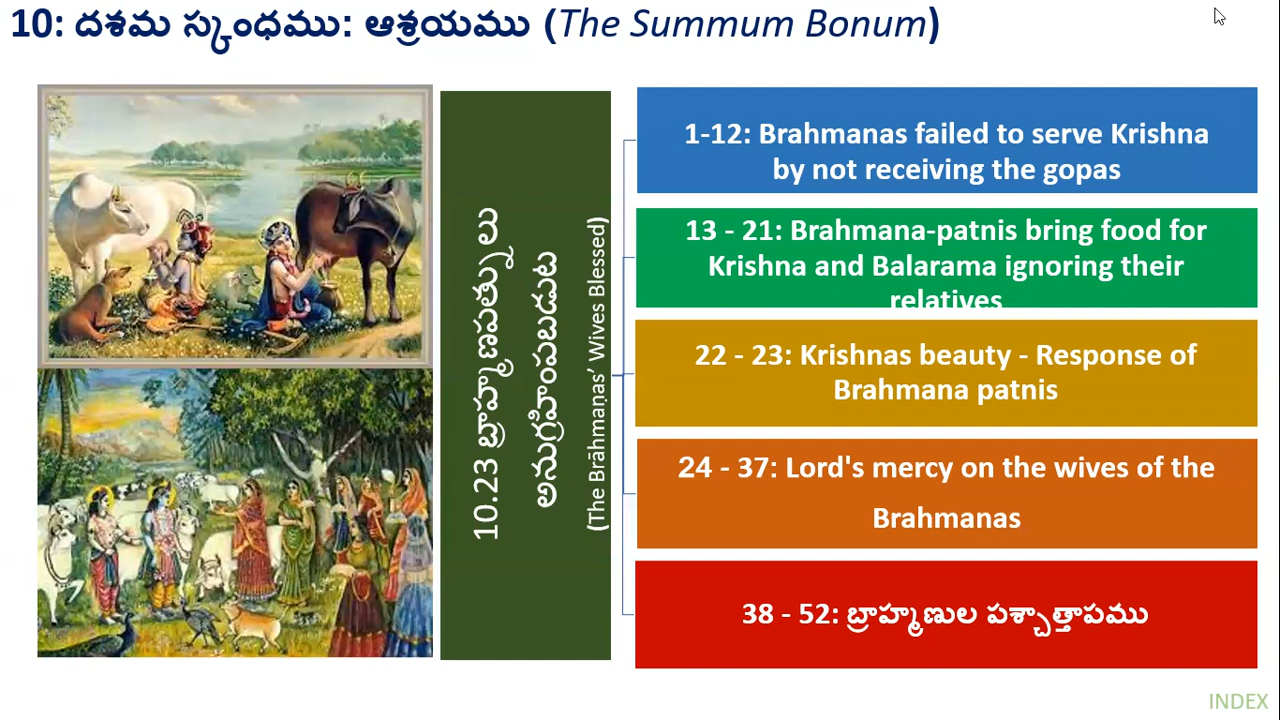 10: దశమ స్కంధము: ఆశ్రయము (The Summum Bonum)
10.23 బ్రాహ్మణపత్నులు
అనుగ్రహింపబడుట
(The Brāhmaṇas’ Wives Blessed)
1-12: Brahmanas failed to serve Krishna
by not receiving the gopas
13 - 21: Brahmana-patnis bring food for
Krishna and Balarama ignoring their
relatives
22 - 23: Krishnas beauty - Response of
Brahmana patnis
24 - 37: Lord's mercy on the wives of the
Brahmanas
38 - 52: బ్రాహ్మణుల పశ్చాత్తాపము
INDEX